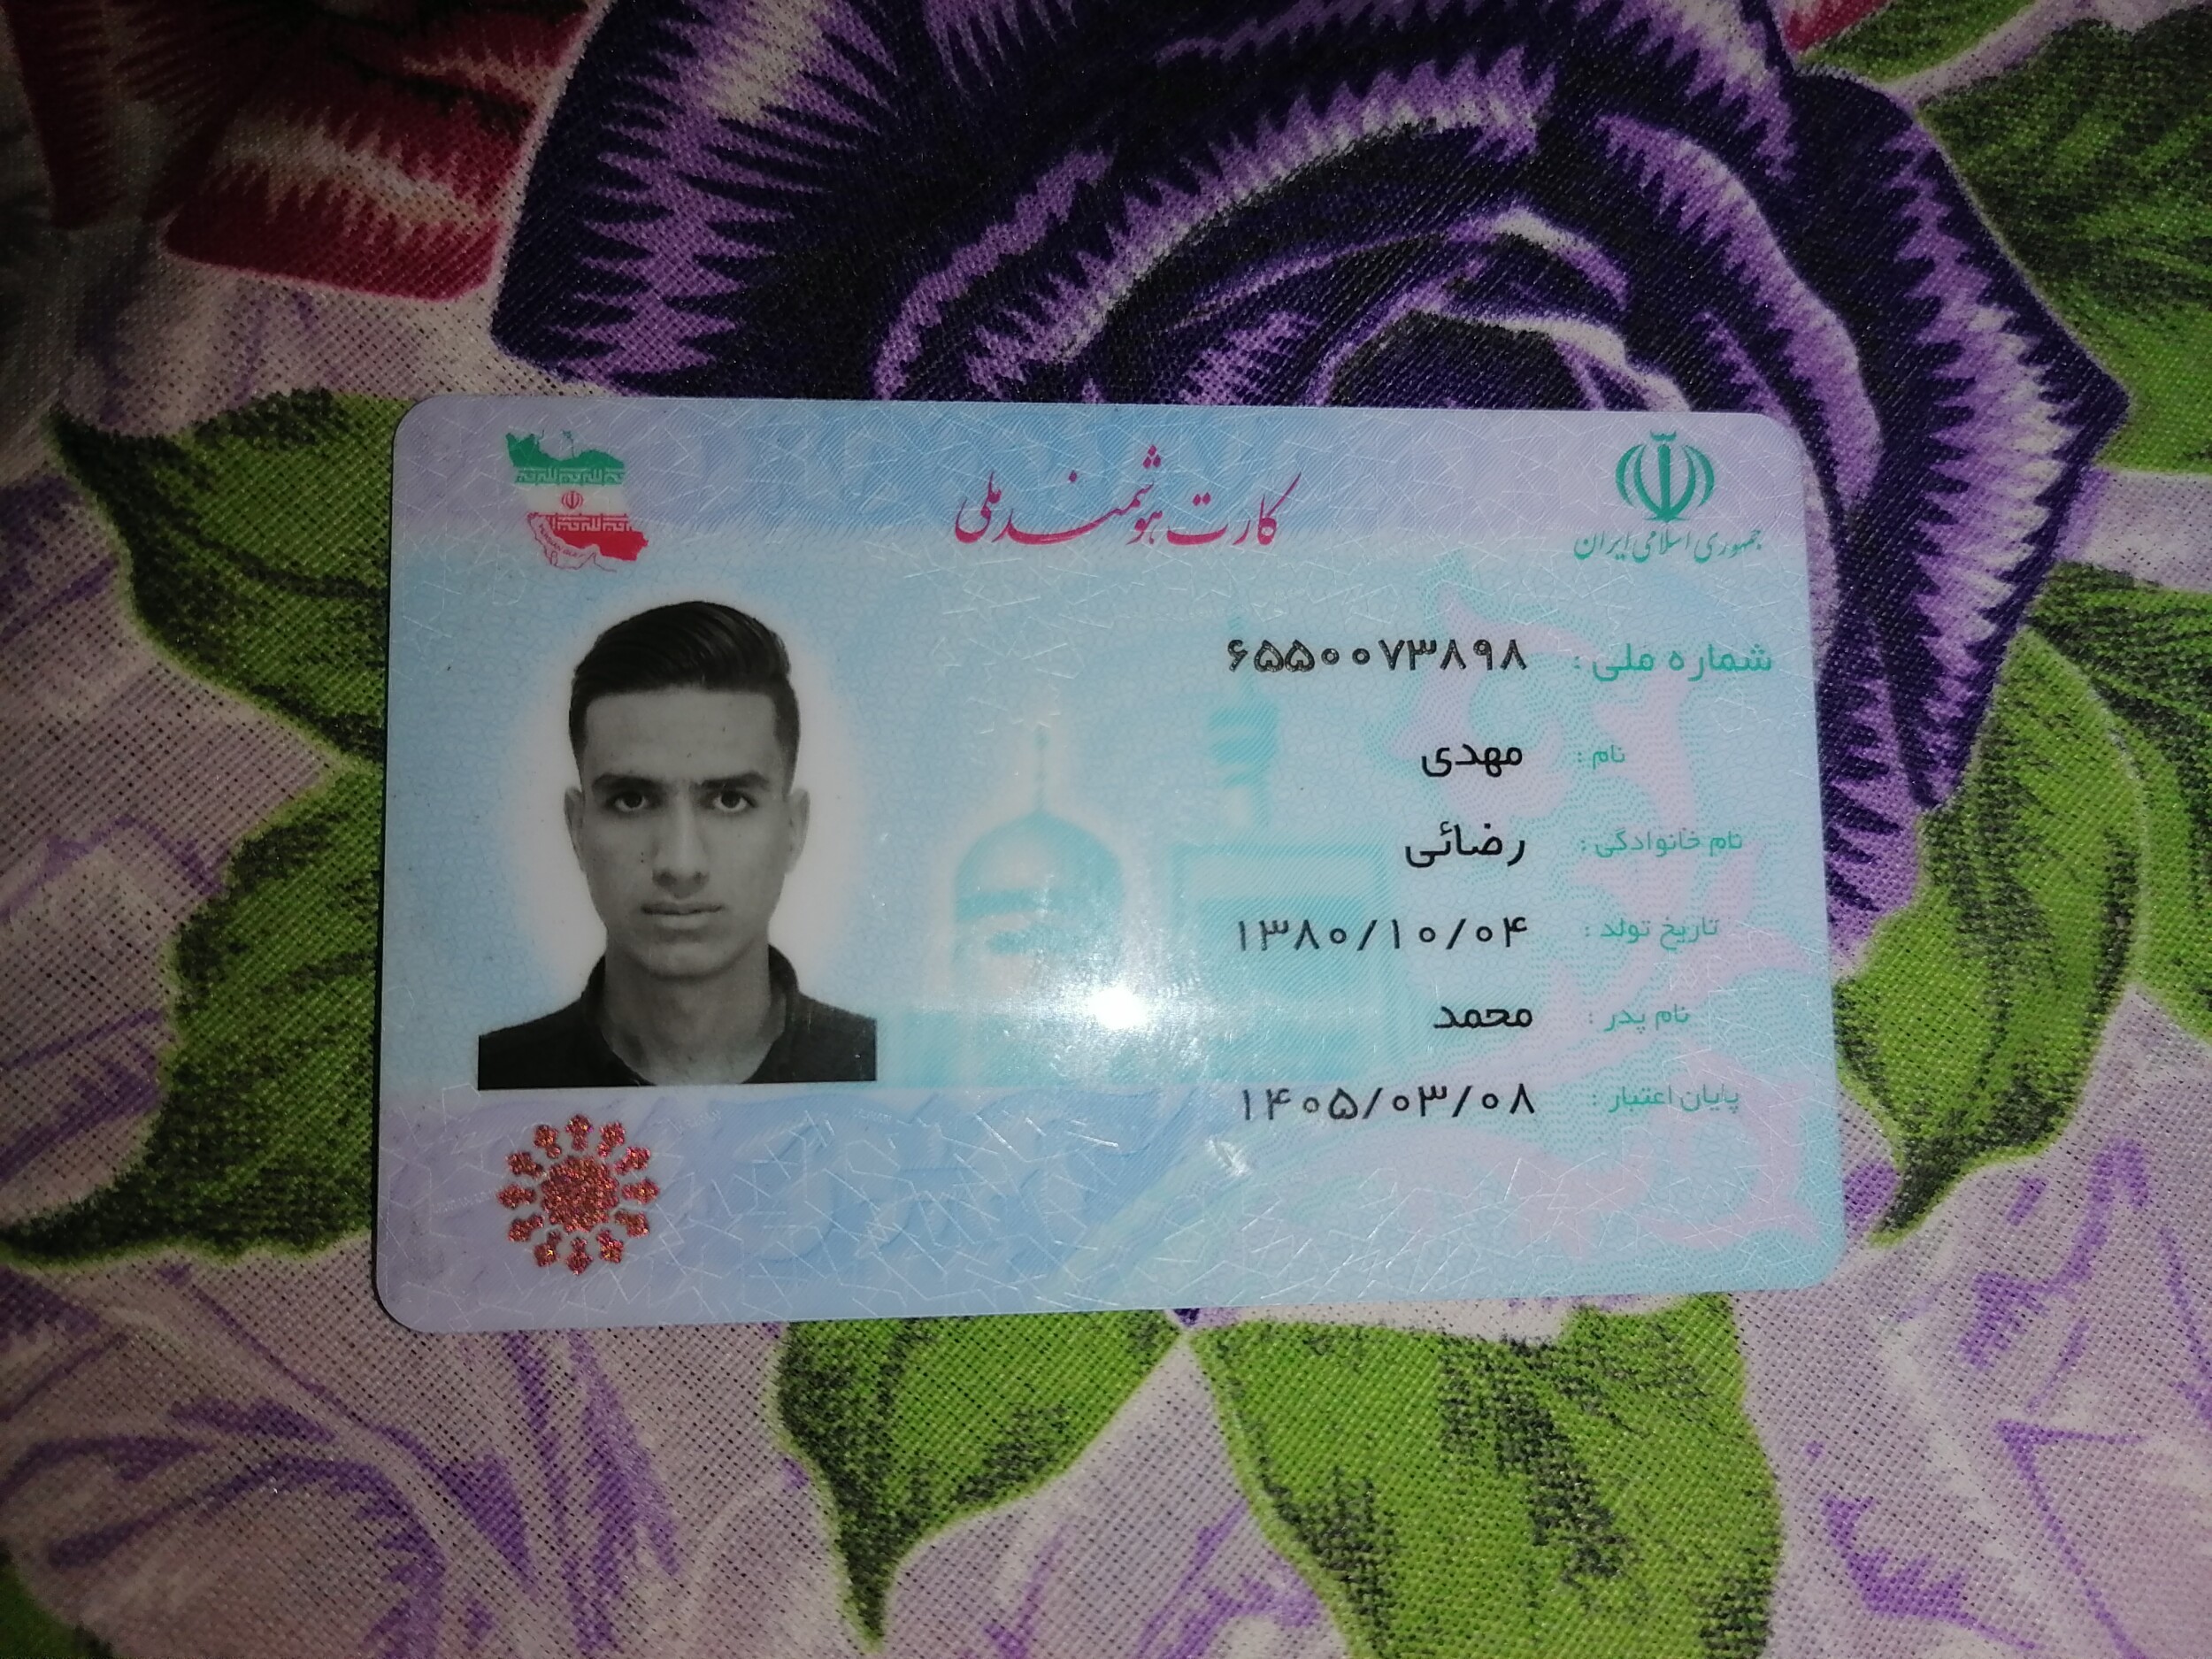 جمهوری اسلامی ایران
کارت هوشمند ملی
شماره ملی : ۶۵۵۰۰۷۳۸۹۸
نام : مهدی
نام خانوادگی : رضائی
تاریخ تولد : ۱۳۸۰/۱۰/۰۴
نام پدر : محمد
پایان اعتبار : ۱۴۰۵/۰۳/۰۸